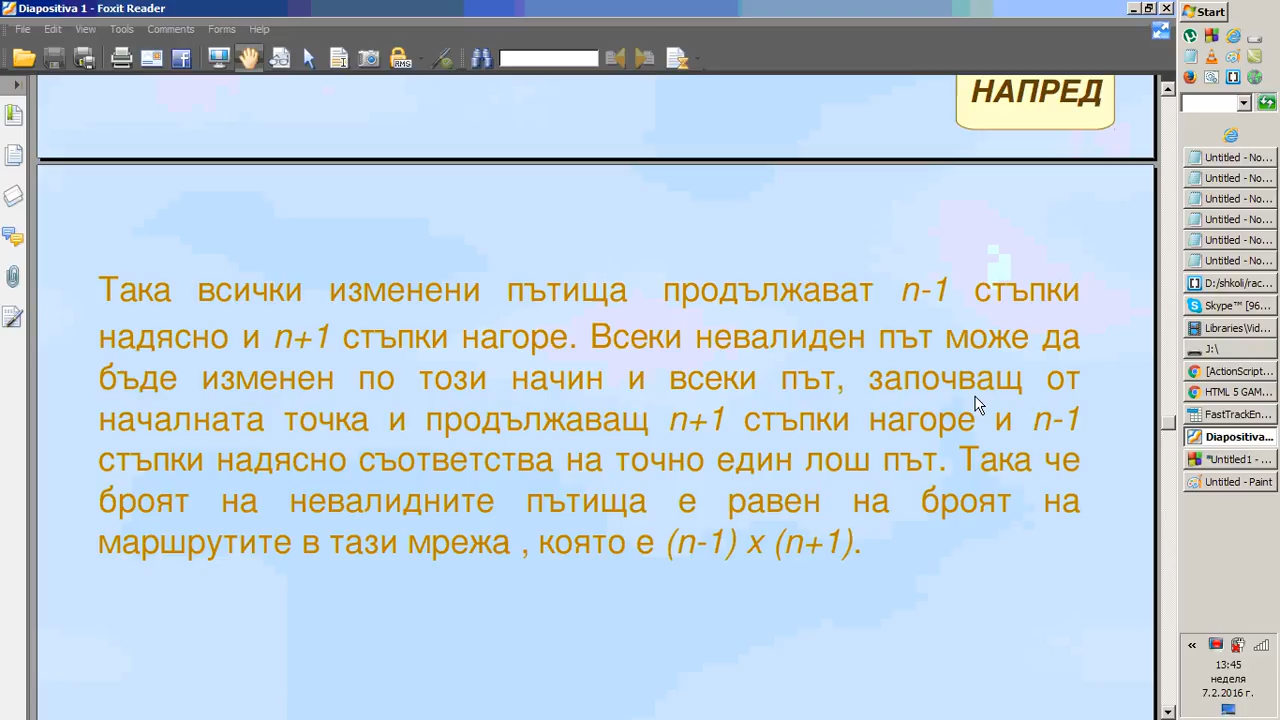 Diapositiva 1 - Foxit Reader
File Edit View Tools Comments Forms Help
RMS
НАПРЕД
Така всички изменени пътища продължават n-1 стъпки
надясно и n+1 стъпки нагоре. Всеки невалиден път може да
бъде изменен по този начин и всеки път, започващ от
началната точка и продължаващ n+1 стъпки нагоре и n-1
стъпки надясно съответства на точно един лош път. Така че
броят на невалидните пътища е равен на броят на
маршрутите в тази мрежа , която е (n-1) x (n+1).
Start
Untitled - No...
Untitled - No...
Untitled - No...
Untitled - No...
Untitled - No...
Untitled - No...
D:/shkoli/rac...
Skype™ [96...
Libraries\Vid...
J:\
[ActionScript...
HTML 5 GAM...
FastTrackEn...
Diapositiva...
*Untitled1 - ...
Untitled - Paint
«
13:45
неделя
7.2.2016 г.